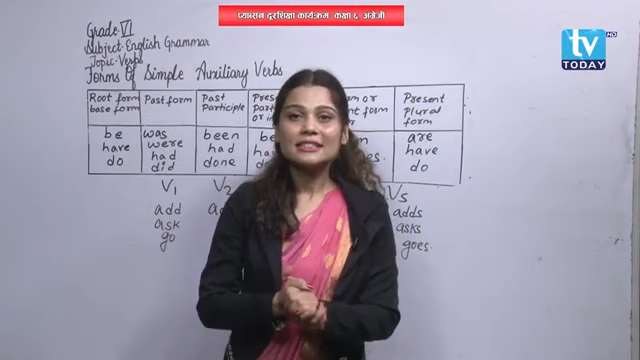 प्यान्सन दूरशिक्षा कार्यक्रम कक्षा ६ अंग्रेजी
tv HD
TODAY
Grade-VI
Subject-English Grammar
Topic-Verbs
Forms Of Simple Auxiliary Verbs
Root form base form
Past form
Past Participle
Present plural form
be
have
do
was
were
had
did
been
had
done
are
have
do
V1 V2 V5
add adds
ask asks
go goes.